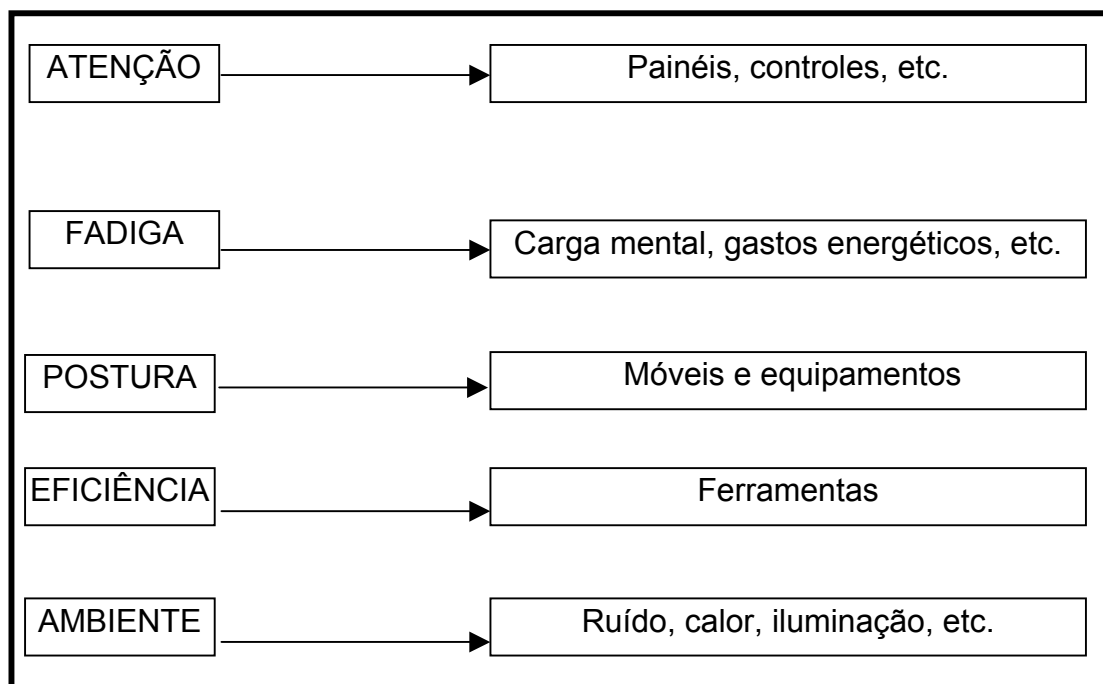 ATENÇÃO
Painéis, controles, etc.
FADIGA
Carga mental, gastos energéticos, etc.
POSTURA
Móveis e equipamentos
EFICIÊNCIA
Ferramentas
AMBIENTE
Ruído, calor, iluminação, etc.